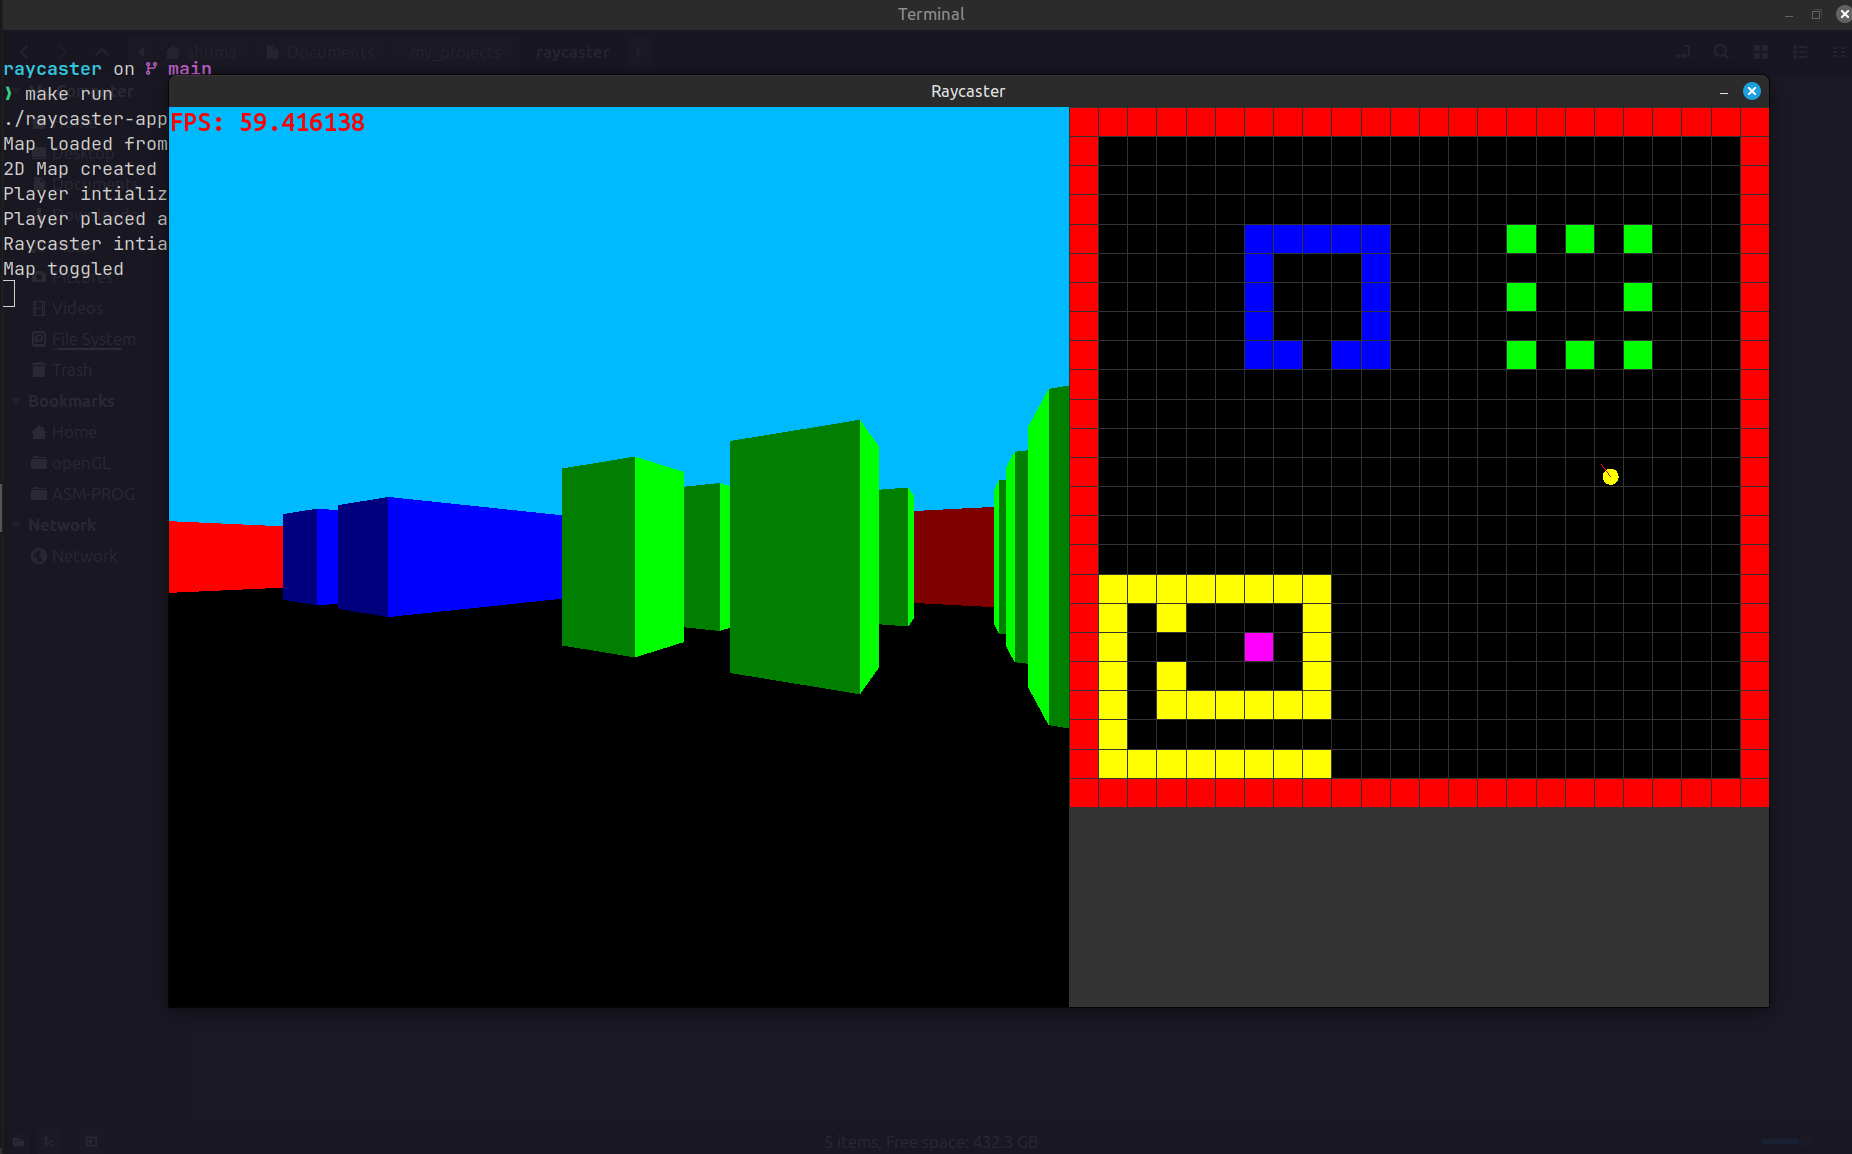 Terminal
shuma Documents my_projects raycaster
raycaster on main
❯ make run
./raycaster-app
Map loaded from
2D Map created
Player intializ
Player placed a
Raycaster intia
Map toggled
Desktop
Pictures
Videos
File System
Trash
Bookmarks
Home
openGL
ASM-PROG
Network
Network
Raycaster
FPS: 59.416138
5 items, Free space: 432.3 GB